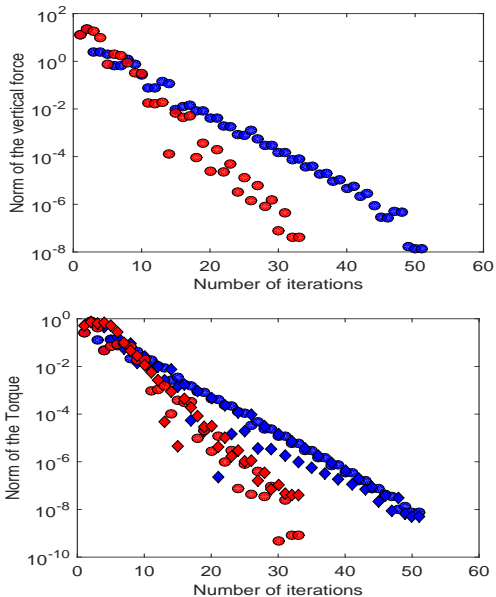 10^2
10^0
10^-2
10^-4
10^-6
10^-8
Norm of the vertical force
0 10 20 30 40 50 60
Number of iterations
10^0
10^-2
10^-4
10^-6
10^-8
10^-10
Norm of the Torque
0 10 20 30 40 50 60
Number of iterations